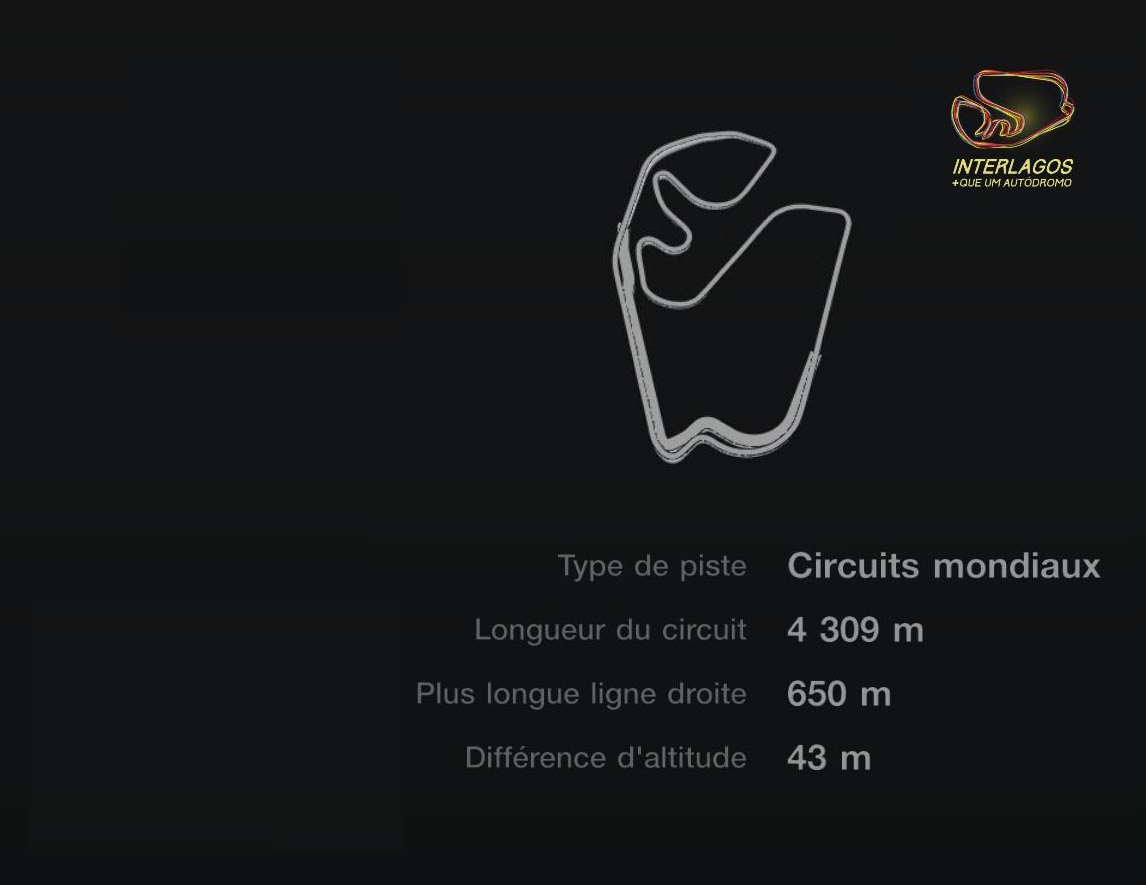 INTERLAGOS
+QUE UM AUTÓDROMO
Type de piste Circuits mondiaux
Longueur du circuit 4 309 m
Plus longue ligne droite 650 m
Différence d'altitude 43 m